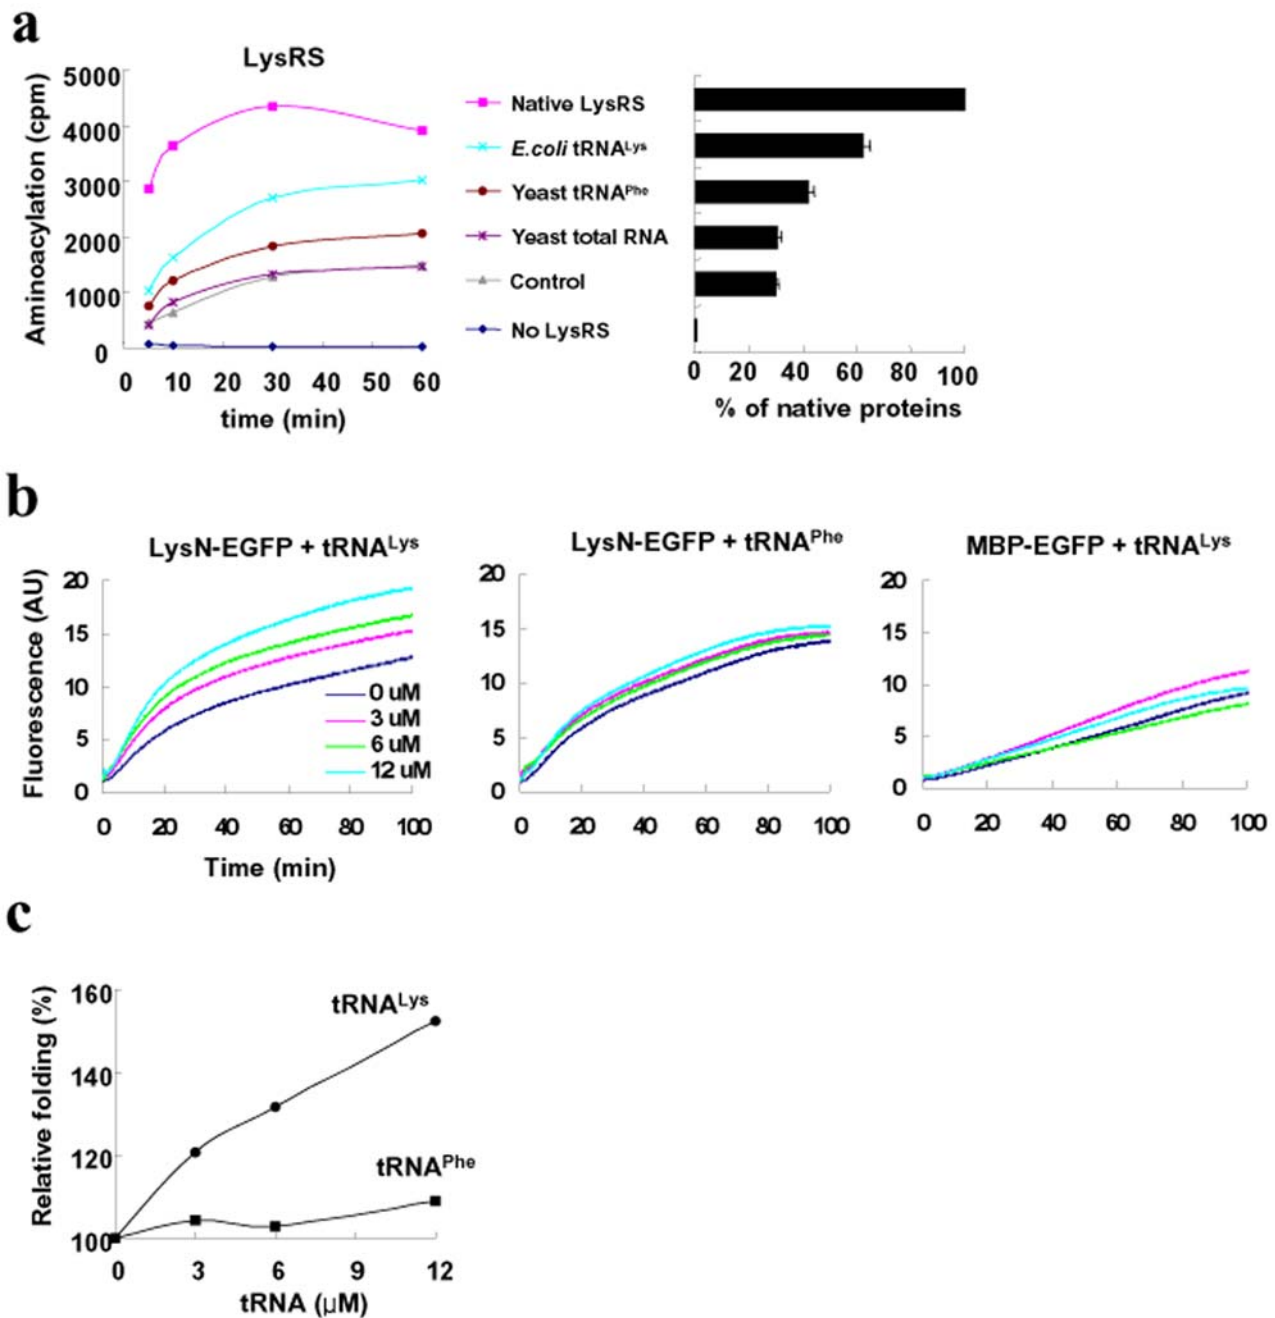 a
LysRS
Aminoacylation (cpm)
5000
4000
3000
2000
1000
0
0 10 20 30 40 50 60
time (min)
Native LysRS
E.coli tRNALys
Yeast tRNAPhe
Yeast total RNA
Control
No LysRS
0 20 40 60 80 100
% of native proteins
b
LysN-EGFP + tRNALys
Fluorescence (AU)
20
15
10
5
0
0 uM
3 uM
6 uM
12 uM
0 20 40 60 80 100
Time (min)
LysN-EGFP + tRNAPhe
20
15
10
5
0
0 20 40 60 80 100
MBP-EGFP + tRNALys
20
15
10
5
0
0 20 40 60 80 100
c
Relative folding (%)
160
140
120
100
tRNALys
tRNAPhe
0 3 6 9 12
tRNA (μM)